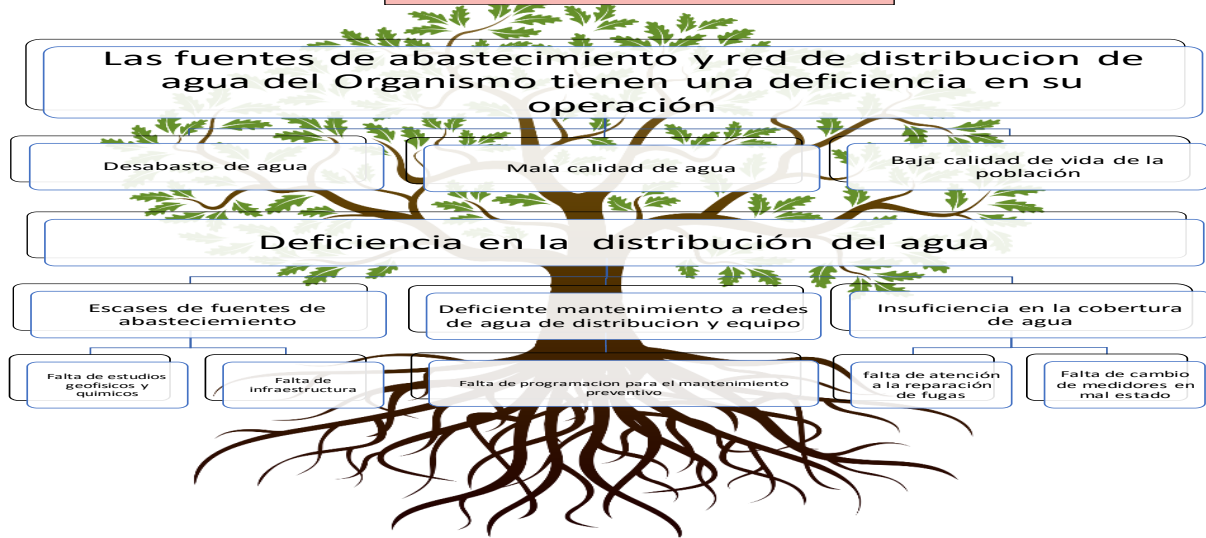 Las fuentes de abastecimiento y red de distribucion de
agua del Organismo tienen una deficiencia en su
operación
Desabasto de agua
Mala calidad de agua
Baja calidad de vida de la
población
Deficiencia en la distribución del agua
Escases de fuentes de
abasteciemiento
Deficiente mantenimiento a redes
de agua de distribucion y equipo
Insuficiencia en la cobertura
de agua
Falta de estudios
geofisicos y
quimicos
Falta de
infraestructura
Falta de programacion para el mantenimiento
preventivo
falta de atención
a la reparación
de fugas
Falta de cambio
de medidores en
mal estado